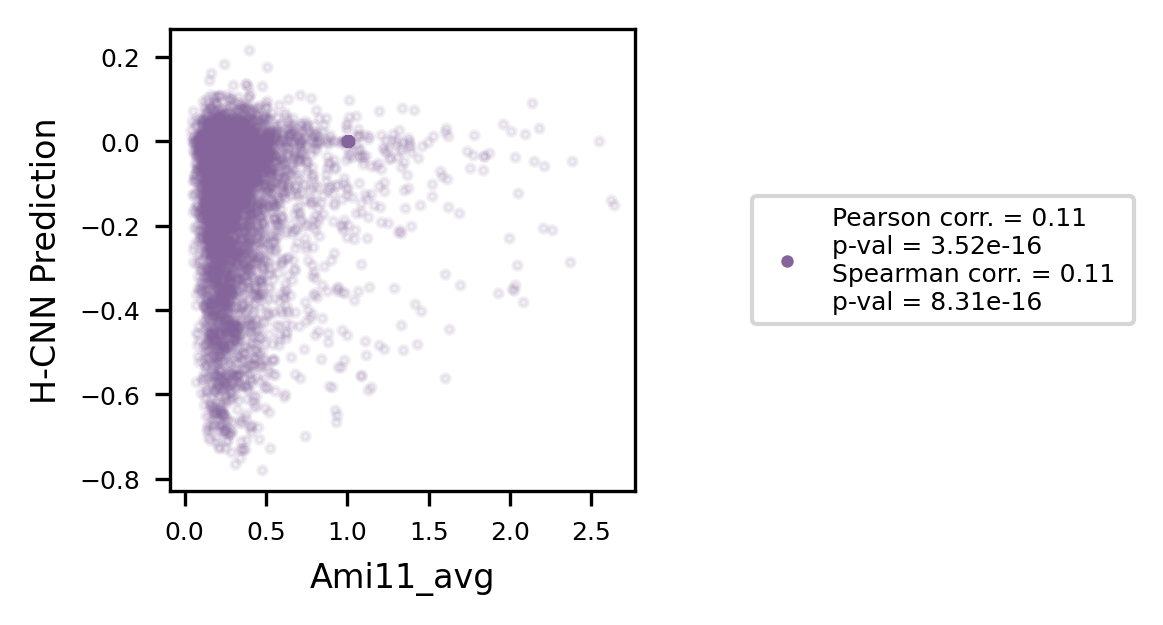 0.2
0.0
−0.2
−0.4
−0.6
−0.8
H-CNN Prediction
0.0 0.5 1.0 1.5 2.0 2.5
Ami11_avg
Pearson corr. = 0.11
p-val = 3.52e-16
Spearman corr. = 0.11
p-val = 8.31e-16